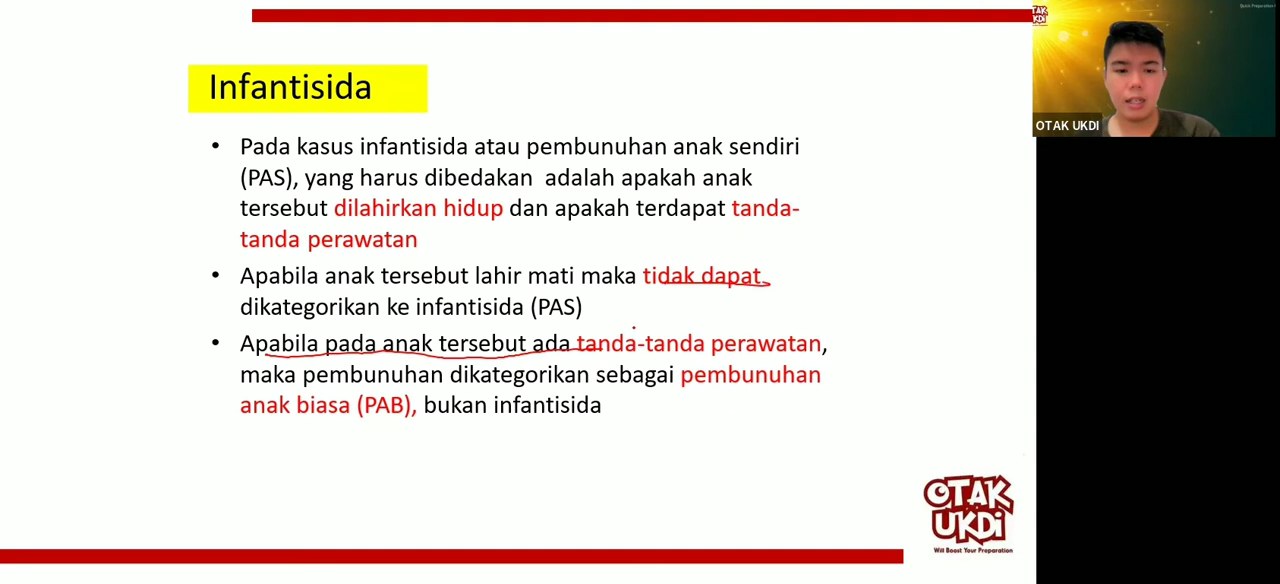 Infantisida
• Pada kasus infantisida atau pembunuhan anak sendiri
(PAS), yang harus dibedakan adalah apakah anak
tersebut dilahirkan hidup dan apakah terdapat tanda-
tanda perawatan
• Apabila anak tersebut lahir mati maka tidak dapat
dikategorikan ke infantisida (PAS)
• Apabila pada anak tersebut ada tanda-tanda perawatan,
maka pembunuhan dikategorikan sebagai pembunuhan
anak biasa (PAB), bukan infantisida
OTAK UKDI
OTAK
UKDi
Will Boost Your Preparation